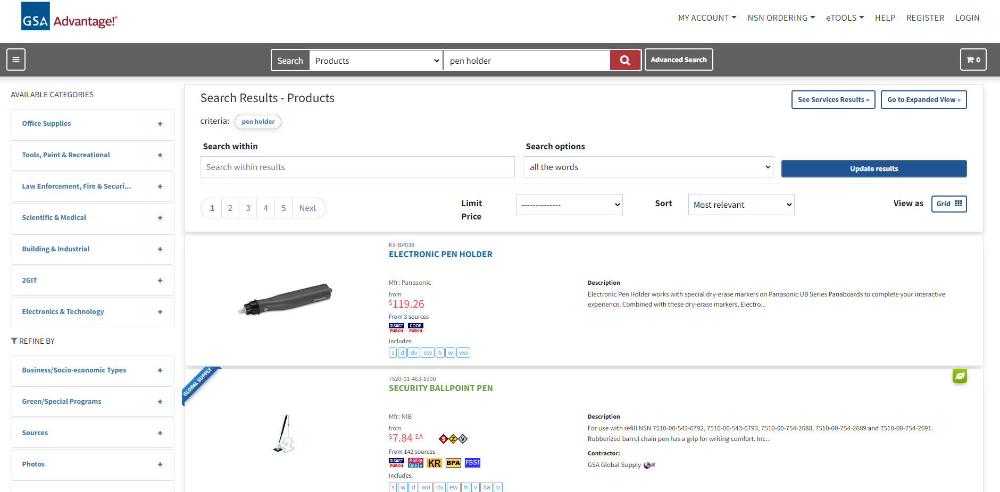 GSA Advantage!®
MY ACCOUNT
NSN ORDERING
eTOOLS
HELP
REGISTER
LOGIN
Search
Products
pen holder
Advanced Search
0
AVAILABLE CATEGORIES
Office Supplies
Tools, Paint & Recreational
Law Enforcement, Fire & Securi...
Scientific & Medical
Building & Industrial
2GIT
Electronics & Technology
REFINE BY
Business/Socio-economic Types
Green/Special Programs
Sources
Photos
Search Results - Products
See Services Results »
Go to Expanded View »
criteria:
pen holder
Search within
Search options
Search within results
all the words
Update results
1 2 3 4 5 Next
Limit
Price
--------------
Sort
Most relevant
View as
Grid
KX-BP038
ELECTRONIC PEN HOLDER
Mfr: Panasonic
from
$119.26
From 3 sources
DISAST
PURCH
COOP
PURCH
Includes:
s d dv ew h w wo
Description
Electronic Pen Holder works with special dry-erase markers on Panasonic UB Series Panaboards to complete your interactive
experience. Combined with these dry-erase markers, Electro...
GLOBAL SUPPLY
7520-01-463-1990
SECURITY BALLPOINT PEN
Mfr: NIB
from
$7.84 EA
$ Z V
From 142 sources
DISAST
PURCH
Ability
One
KR
BPA
FSSI
Includes:
s w d wo dv ew h v 8a o
Description
For use with refill NSN 7510-00-543-6792, 7510-00-543-6793, 7510-00-754-2688, 7510-00-754-2689 and 7510-00-754-2691.
Rubberized barrel chain pen has a grip for writing comfort. Inc...
Contractor:
GSA Global Supply